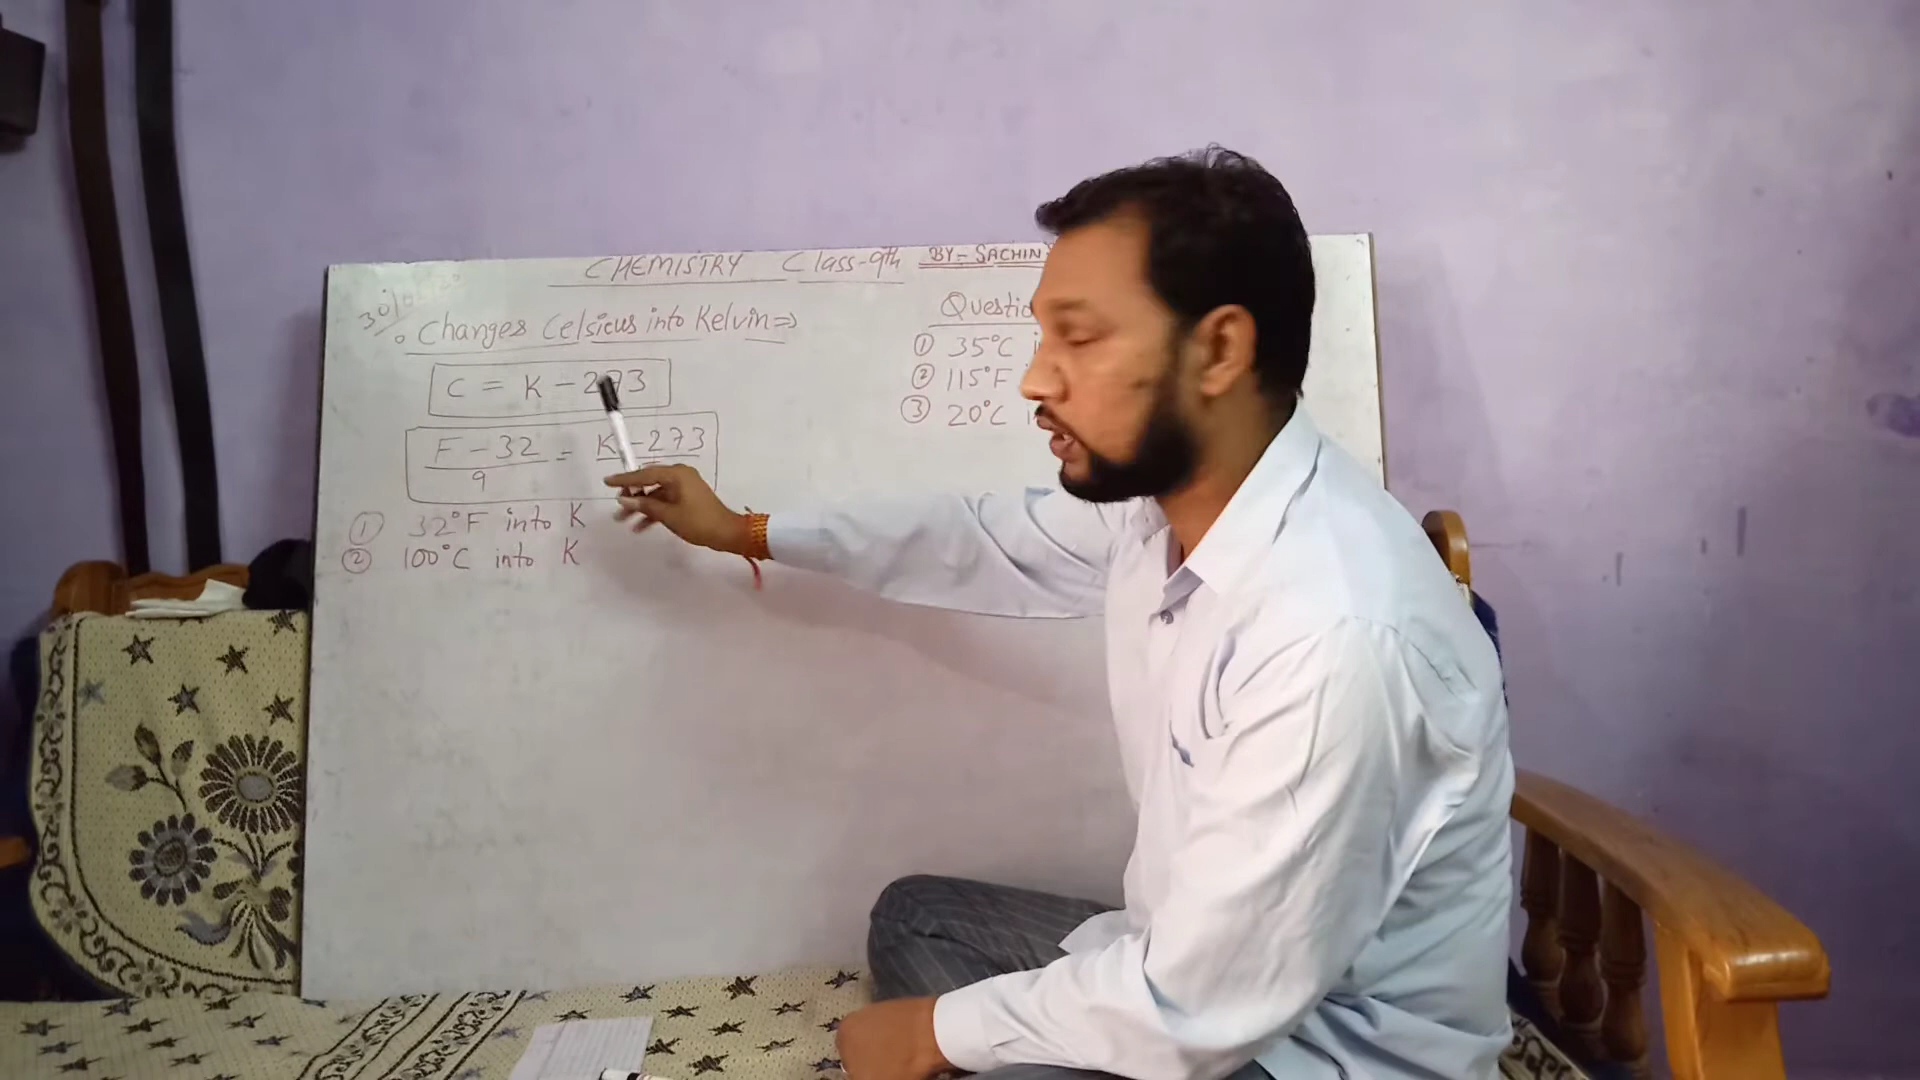 CHEMISTRY Class-9th BY- SACHIN
Changes Celsicus into Kelvin =>
C = K - 273
F - 32 = K - 273
9
① 32°F into K
② 100°C into K
① 35°C
② 115°F
③ 20°C